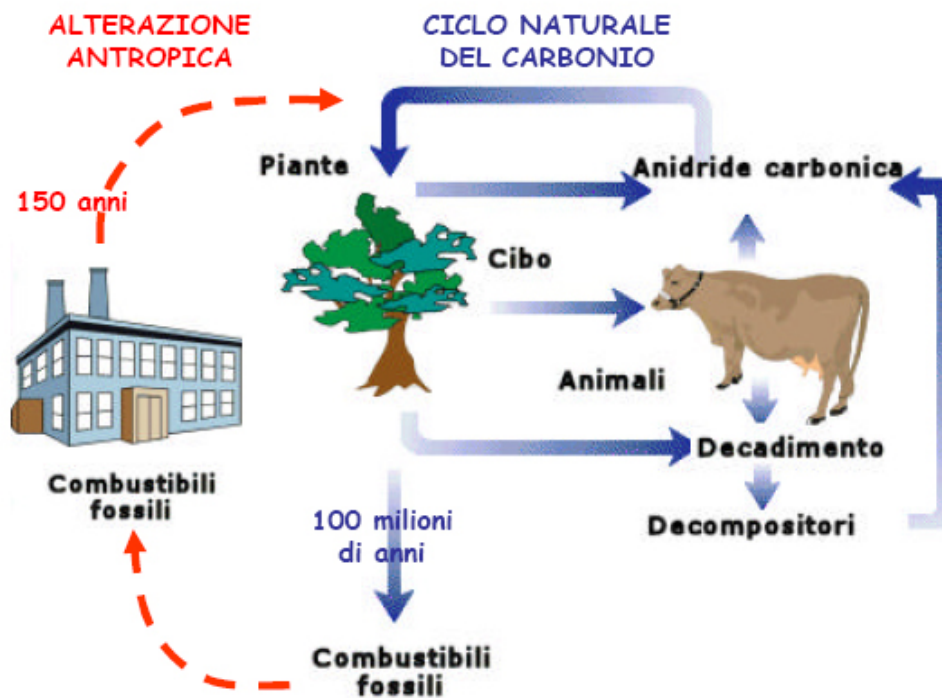 ALTERAZIONE
ANTROPICA
CICLO NATURALE
DEL CARBONIO
Piante
Anidride carbonica
150 anni
Cibo
Animali
Decadimento
Combustibili
fossili
100 milioni
di anni
Decompositori
Combustibili
fossili